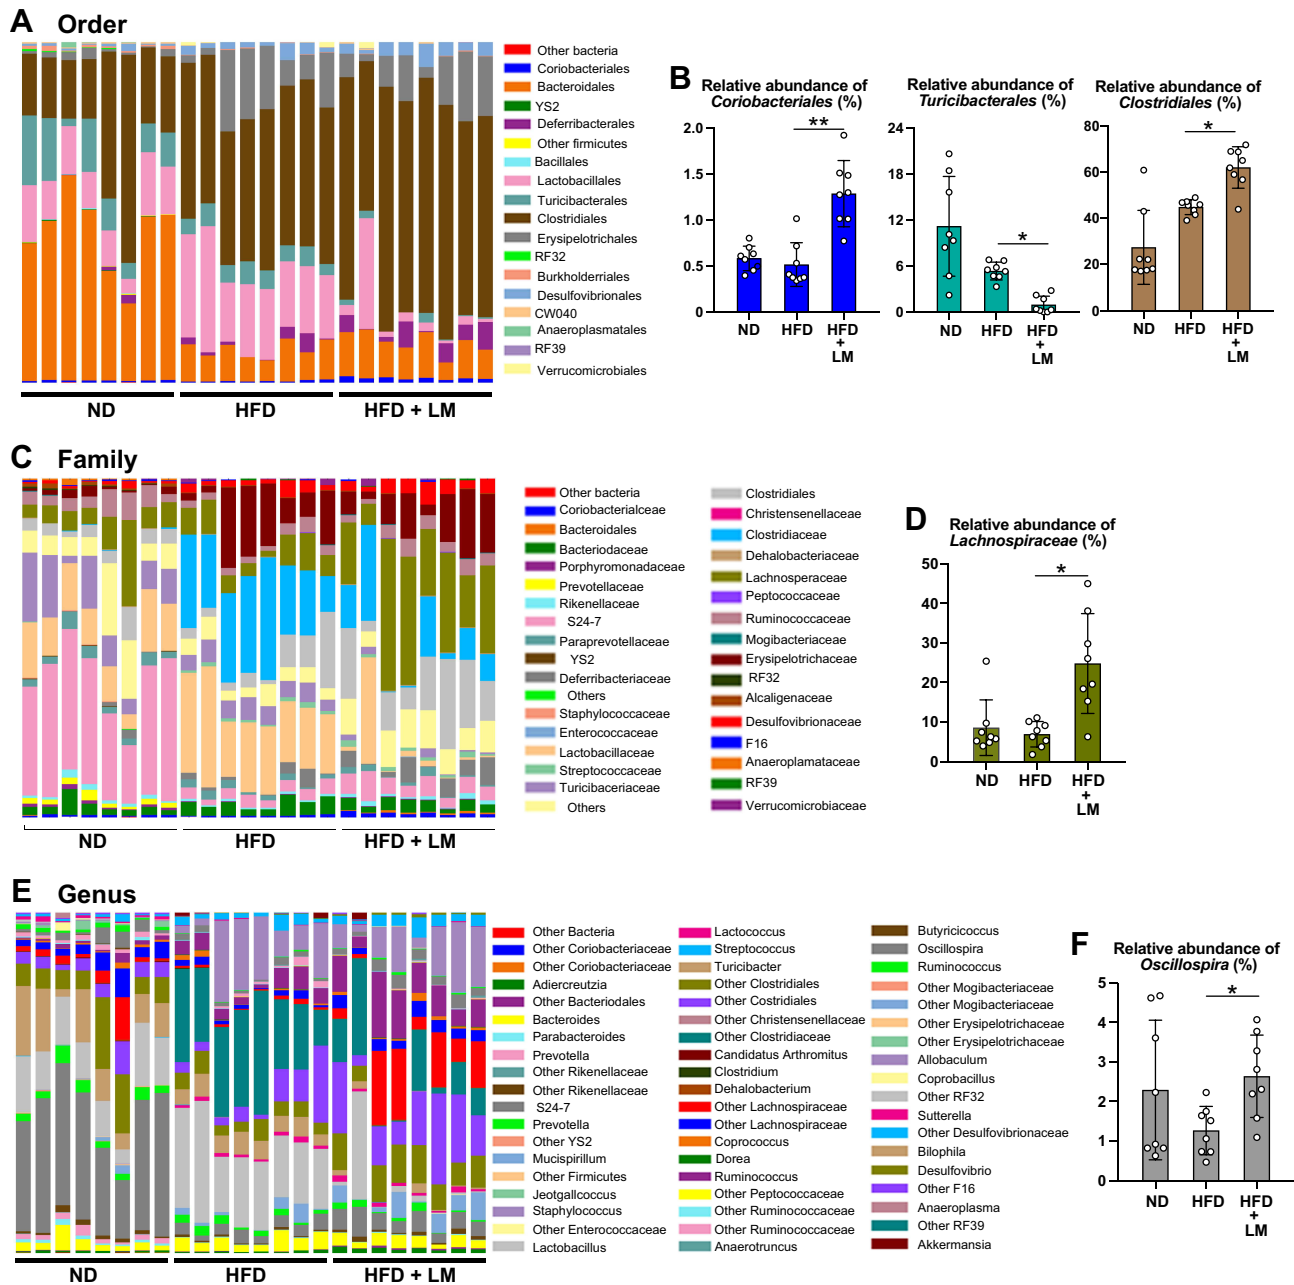 A Order
Other bacteria
Coriobacteriales
Bacteroidales
YS2
Deferribacterales
Other firmicutes
Bacillales
Lactobacillales
Turicibacterales
Clostridiales
Erysipelotrichales
RF32
Burkholderriales
Desulfovibrionales
CW040
Anaeroplasmatales
RF39
Verrucomicrobiales
ND HFD HFD + LM
B
Relative abundance of
Coriobacteriales (%)
2.0
1.5
1.0
0.5
0.0
**
ND HFD HFD
+
LM
Relative abundance of
Turicibacterales (%)
24
18
12
6
0
*
ND HFD HFD
+
LM
Relative abundance of
Clostridiales (%)
80
60
40
20
0
*
ND HFD HFD
+
LM
C Family
Other bacteria
Coriobacterialceae
Bacteroidales
Bacteriodaceae
Porphyromonadaceae
Prevotellaceae
Rikenellaceae
S24-7
Paraprevotellaceae
YS2
Deferribacteriaceae
Others
Staphylococcaceae
Enterococcaceae
Lactobacillaceae
Streptococcaceae
Turicibaceriaceae
Others
Clostridiales
Christensenellaceae
Clostridiaceae
Dehalobacteriaceae
Lachnosperaceae
Peptococcaceae
Ruminococcaceae
Mogibacteriaceae
Erysipelotrichaceae
RF32
Alcaligenaceae
Desulfovibrionaceae
F16
Anaeroplamataceae
RF39
Verrucomicrobiaceae
ND HFD HFD + LM
D
Relative abundance of
Lachnospiraceae (%)
50
40
30
20
10
0
*
ND HFD HFD
+
LM
E Genus
Other Bacteria
Other Coriobacteriaceae
Other Coriobacteriaceae
Adiercreutzia
Other Bacteriodales
Bacteroides
Parabacteroides
Prevotella
Other Rikenellaceae
Other Rikenellaceae
S24-7
Prevotella
Other YS2
Mucispirillum
Other Firmicutes
Jeotgallcoccus
Staphylococcus
Other Enterococcaceae
Lactobacillus
Lactococcus
Streptococcus
Turicibacter
Other Clostridiales
Other Costridiales
Other Christensenellaceae
Other Clostridiaceae
Candidatus Arthromitus
Clostridium
Dehalobacterium
Other Lachnospiraceae
Other Lachnospiraceae
Coprococcus
Dorea
Ruminococcus
Other Peptococcaceae
Other Ruminococcaceae
Other Ruminococcaceae
Anaerotruncus
Butyricicoccus
Oscillospira
Ruminococcus
Other Mogibacteriaceae
Other Mogibacteriaceae
Other Erysipelotrichaceae
Other Erysipelotrichaceae
Allobaculum
Coprobacillus
Other RF32
Sutterella
Other Desulfovibrionaceae
Bilophila
Desulfovibrio
Other F16
Anaeroplasma
Other RF39
Akkermansia
ND HFD HFD + LM
F
Relative abundance of
Oscillospira (%)
5
4
3
2
1
0
*
ND HFD HFD
+
LM